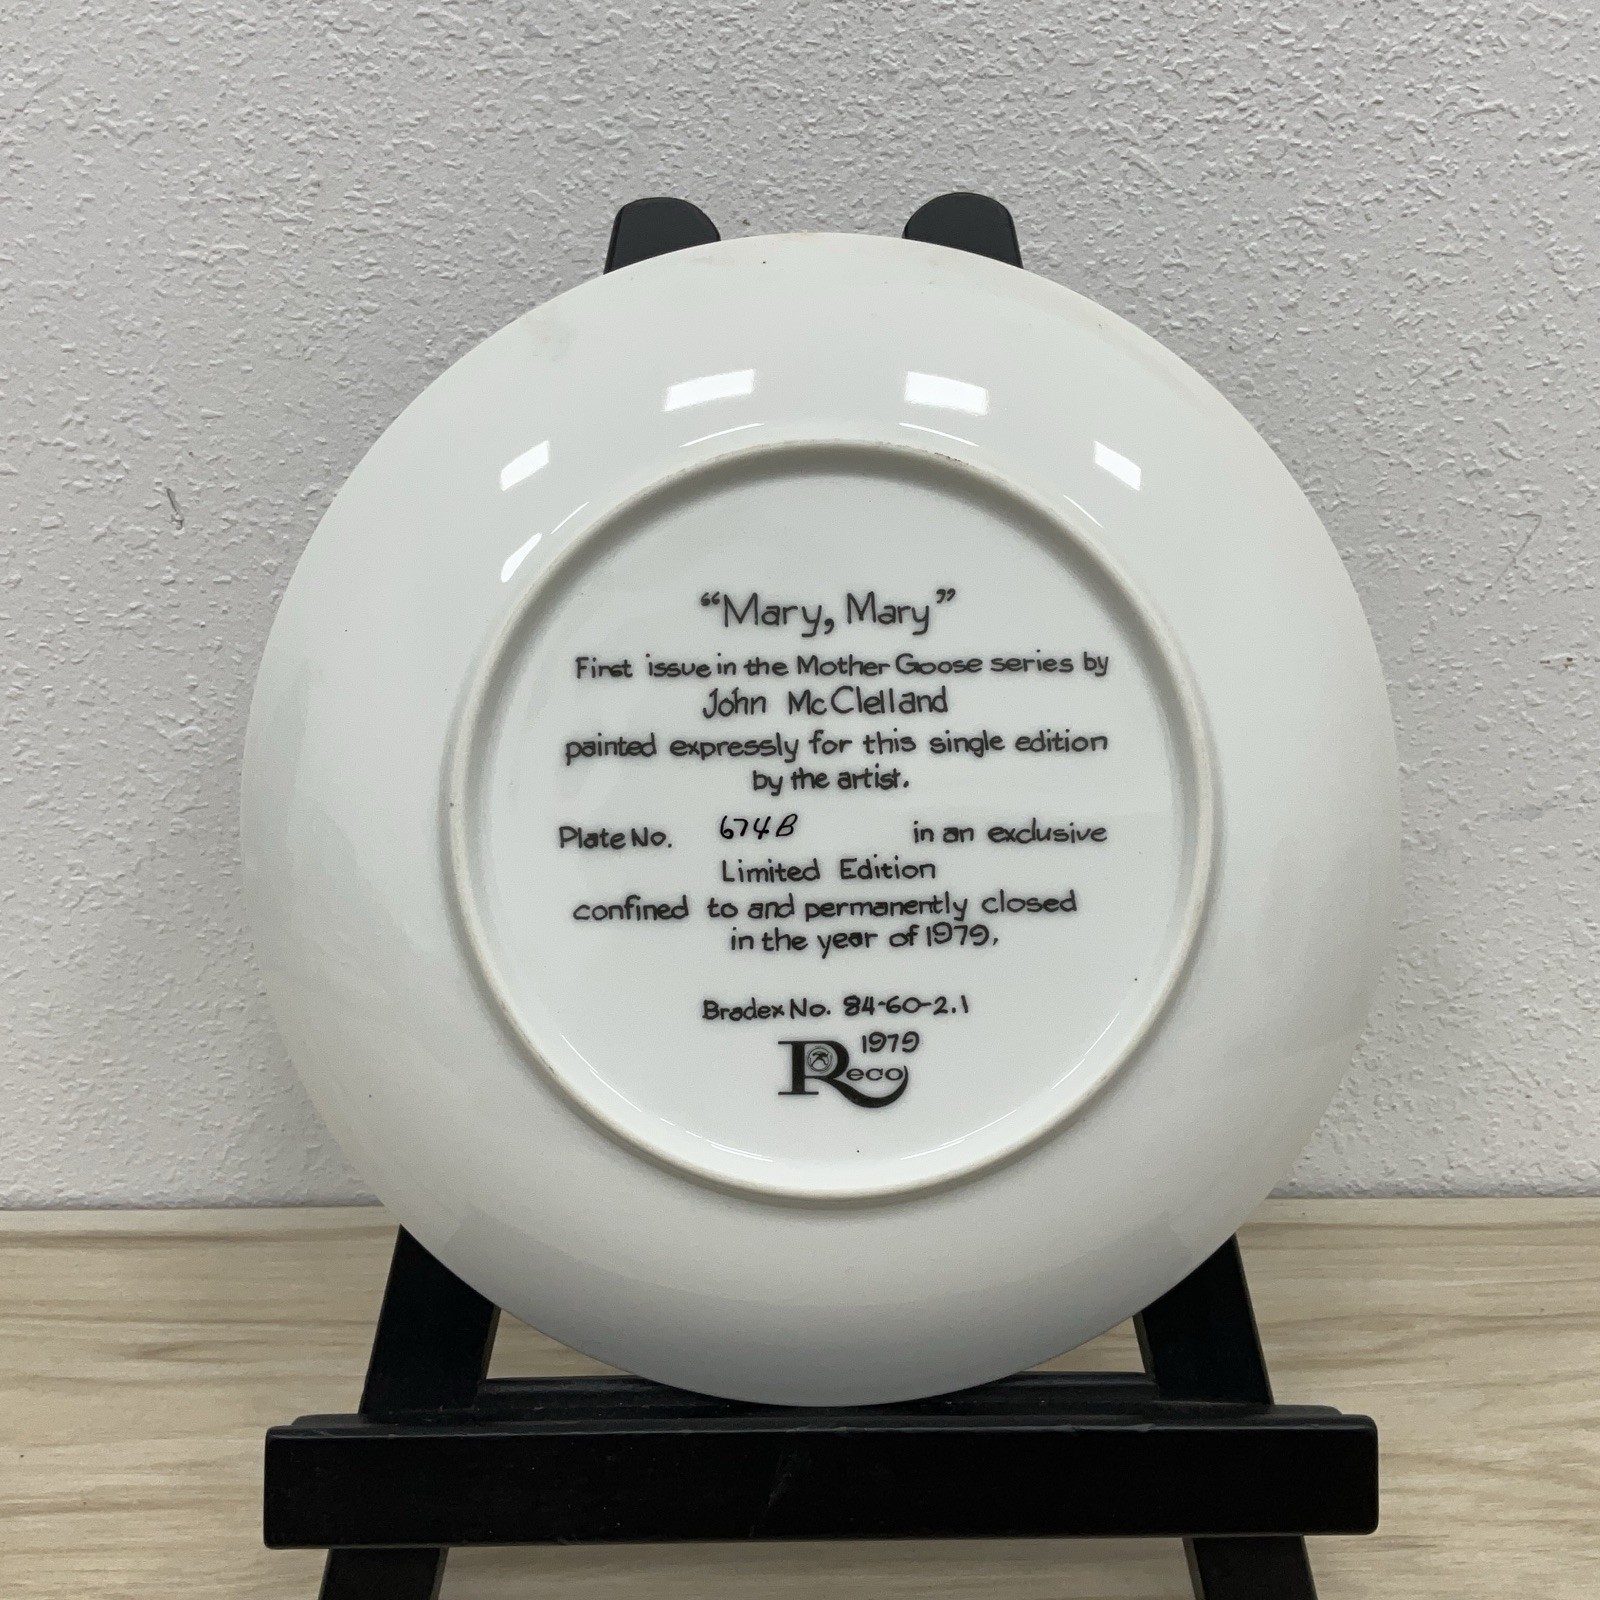 “Mary, Mary”
First issue in the Mother Goose series by
John McClelland
painted expressly for this single edition
by the artist.
Plate No. 674B in an exclusive
Limited Edition
confined to and permanently closed
in the year of 1979.
Bradex No. 84-60-2.1
1979
Reco